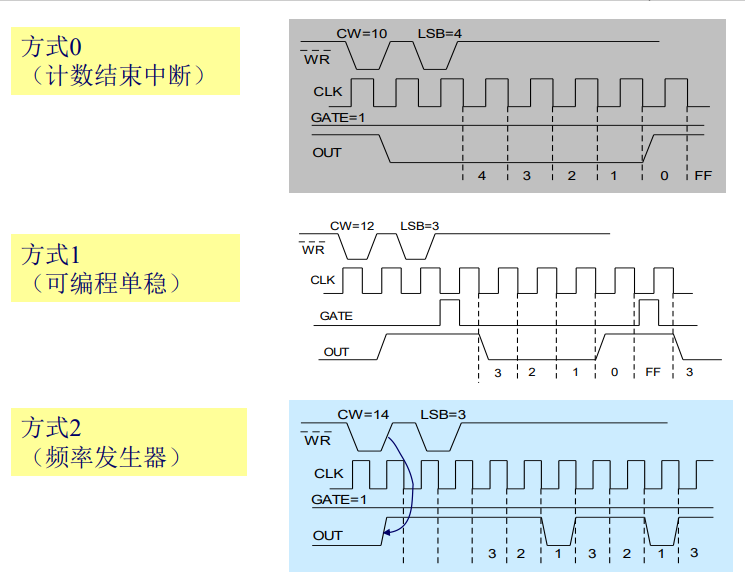 方式0
（计数结束中断）
CW=10 LSB=4
WR
CLK
GATE=1
OUT
4 3 2 1 0 FF
方式1
（可编程单稳）
CW=12 LSB=3
WR
CLK
GATE
OUT
3 2 1 0 FF 3
方式2
（频率发生器）
CW=14 LSB=3
WR
CLK
GATE=1
OUT
3 2 1 3 2 1 3